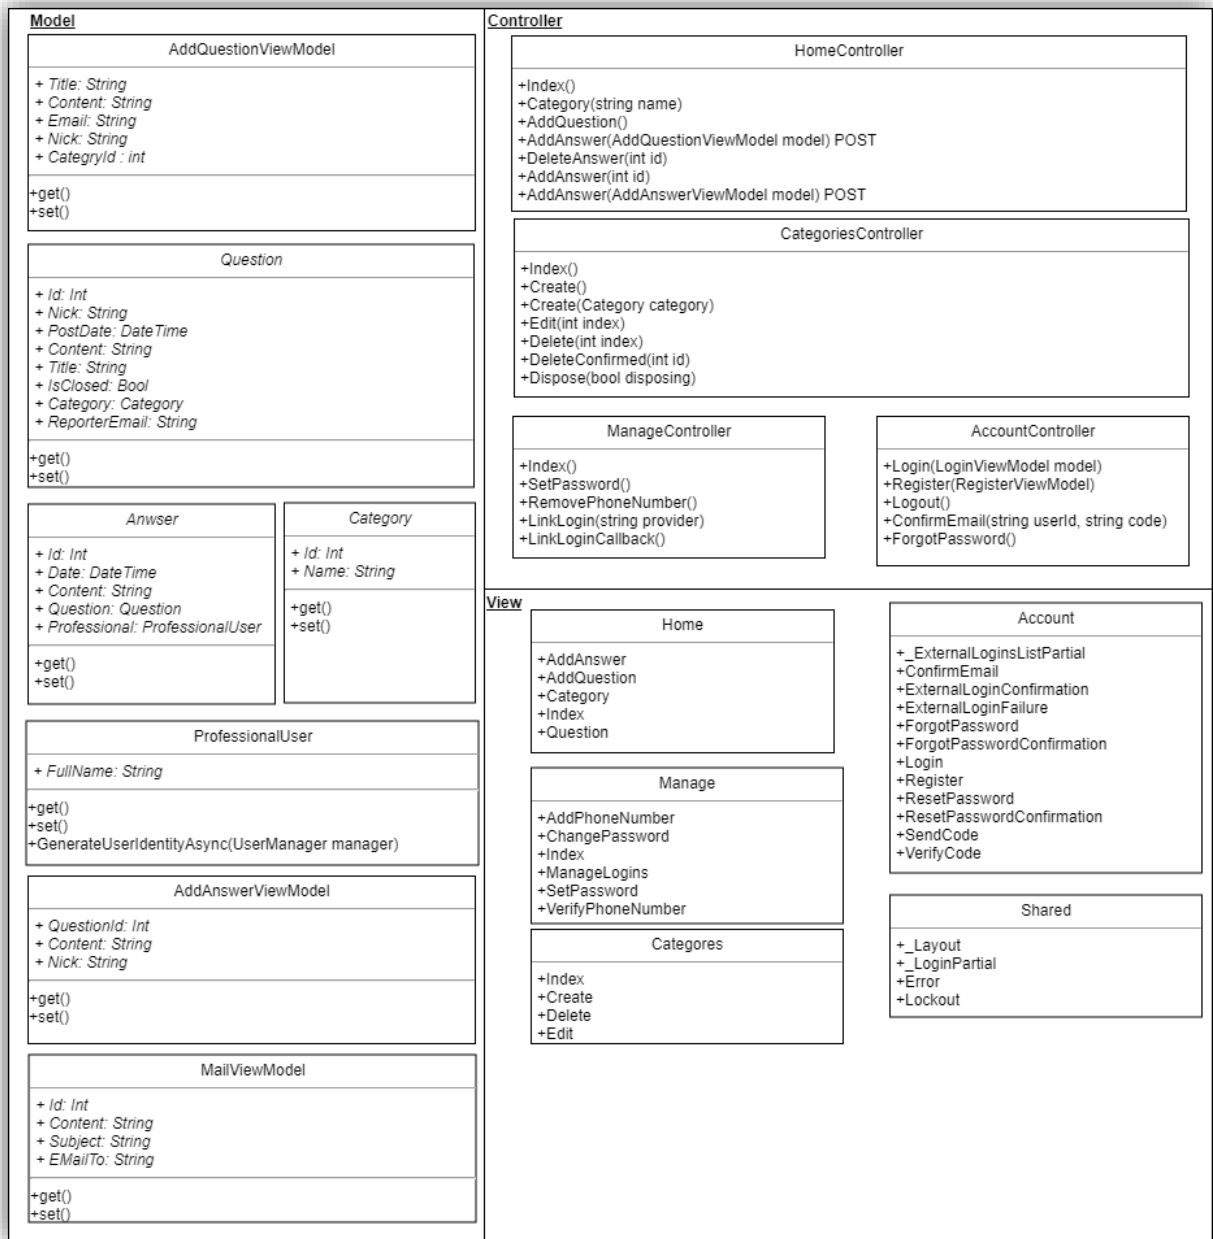 Model
AddQuestionViewModel
+ Title: String
+ Content: String
+ Email: String
+ Nick: String
+ CategryId : int
+get()
+set()
Question
+ Id: Int
+ Nick: String
+ PostDate: DateTime
+ Content: String
+ Title: String
+ IsClosed: Bool
+ Category: Category
+ ReporterEmail: String
+get()
+set()
Anwser
+ Id: Int
+ Date: DateTime
+ Content: String
+ Question: Question
+ Professional: ProfessionalUser
+get()
+set()
Category
+ Id: Int
+ Name: String
+get()
+set()
ProfessionalUser
+ FullName: String
+get()
+set()
+GenerateUserIdentityAsync(UserManager manager)
AddAnswerViewModel
+ QuestionId: Int
+ Content: String
+ Nick: String
+get()
+set()
MailViewModel
+ Id: Int
+ Content: String
+ Subject: String
+ EMailTo: String
+get()
+set()
Controller
HomeController
+Index()
+Category(string name)
+AddQuestion()
+AddAnswer(AddQuestionViewModel model) POST
+DeleteAnswer(int id)
+AddAnswer(int id)
+AddAnswer(AddAnswerViewModel model) POST
CategoriesController
+Index()
+Create()
+Create(Category category)
+Edit(int index)
+Delete(int index)
+DeleteConfirmed(int id)
+Dispose(bool disposing)
ManageController
+Index()
+SetPassword()
+RemovePhoneNumber()
+LinkLogin(string provider)
+LinkLoginCallback()
AccountController
+Login(LoginViewModel model)
+Register(RegisterViewModel)
+Logout()
+ConfirmEmail(string userId, string code)
+ForgotPassword()
View
Home
+AddAnswer
+AddQuestion
+Category
+Index
+Question
Manage
+AddPhoneNumber
+ChangePassword
+Index
+ManageLogins
+SetPassword
+VerifyPhoneNumber
Categores
+Index
+Create
+Delete
+Edit
Account
+_ExternalLoginsListPartial
+ConfirmEmail
+ExternalLoginConfirmation
+ExternalLoginFailure
+ForgotPassword
+ForgotPasswordConfirmation
+Login
+Register
+ResetPassword
+ResetPasswordConfirmation
+SendCode
+VerifyCode
Shared
+_Layout
+_LoginPartial
+Error
+Lockout